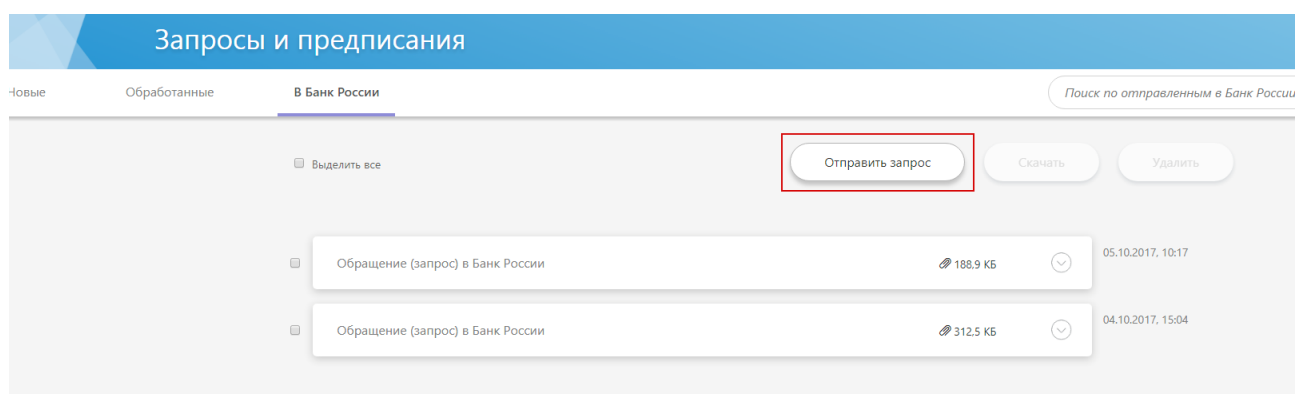 Запросы и предписания
Новые Обработанные В Банк России Поиск по отправленным в Банк России
Выделить все Отправить запрос Скачать Удалить
Обращение (запрос) в Банк России 188,9 КБ 05.10.2017, 10:17
Обращение (запрос) в Банк России 312,5 КБ 04.10.2017, 15:04